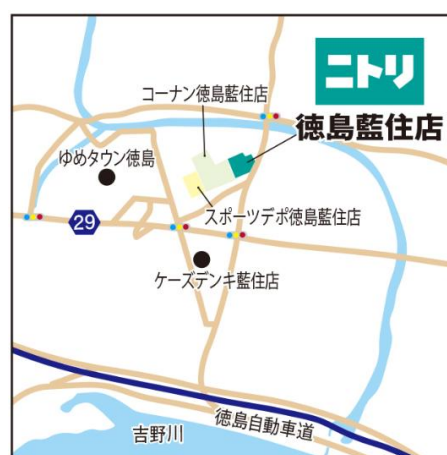 ニトリ
徳島藍住店
コーナン徳島藍住店
ゆめタウン徳島
スポーツデポ徳島藍住店
29
ケーズデンキ藍住店
徳島自動車道
吉野川